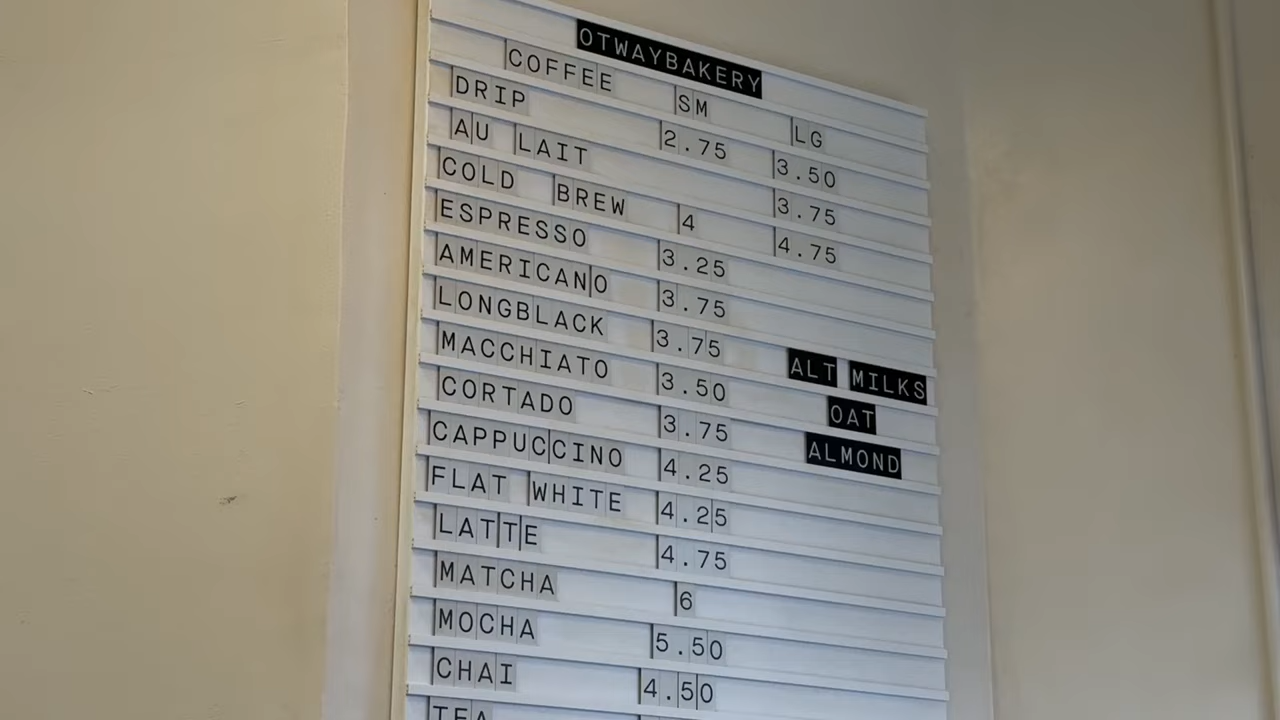 OTWAYBAKERY
COFFEE SM LG
DRIP 2.75 3.50
AU LAIT 3.75
COLD BREW 4 4.75
ESPRESSO 3.25
AMERICANO 3.75
LONGBLACK 3.75 ALT MILKS
MACCHIATO 3.50 OAT
CORTADO 3.75 ALMOND
CAPPUCCINO 4.25
FLAT WHITE 4.25
LATTE 4.75
MATCHA 6
MOCHA 5.50
CHAI 4.50
TEA